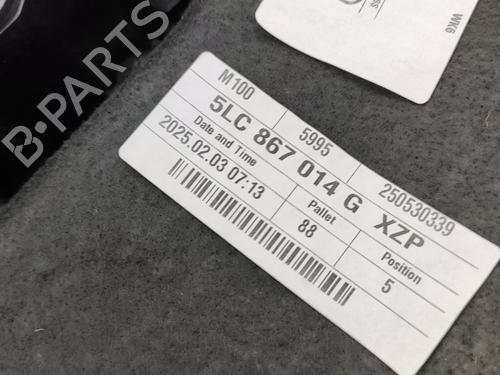 M100 5995 250530339
5LC 867 014 G XZP
Date and Time Pallet Position
2025.02.03 07:13 88 5
WK6
B-PARTS